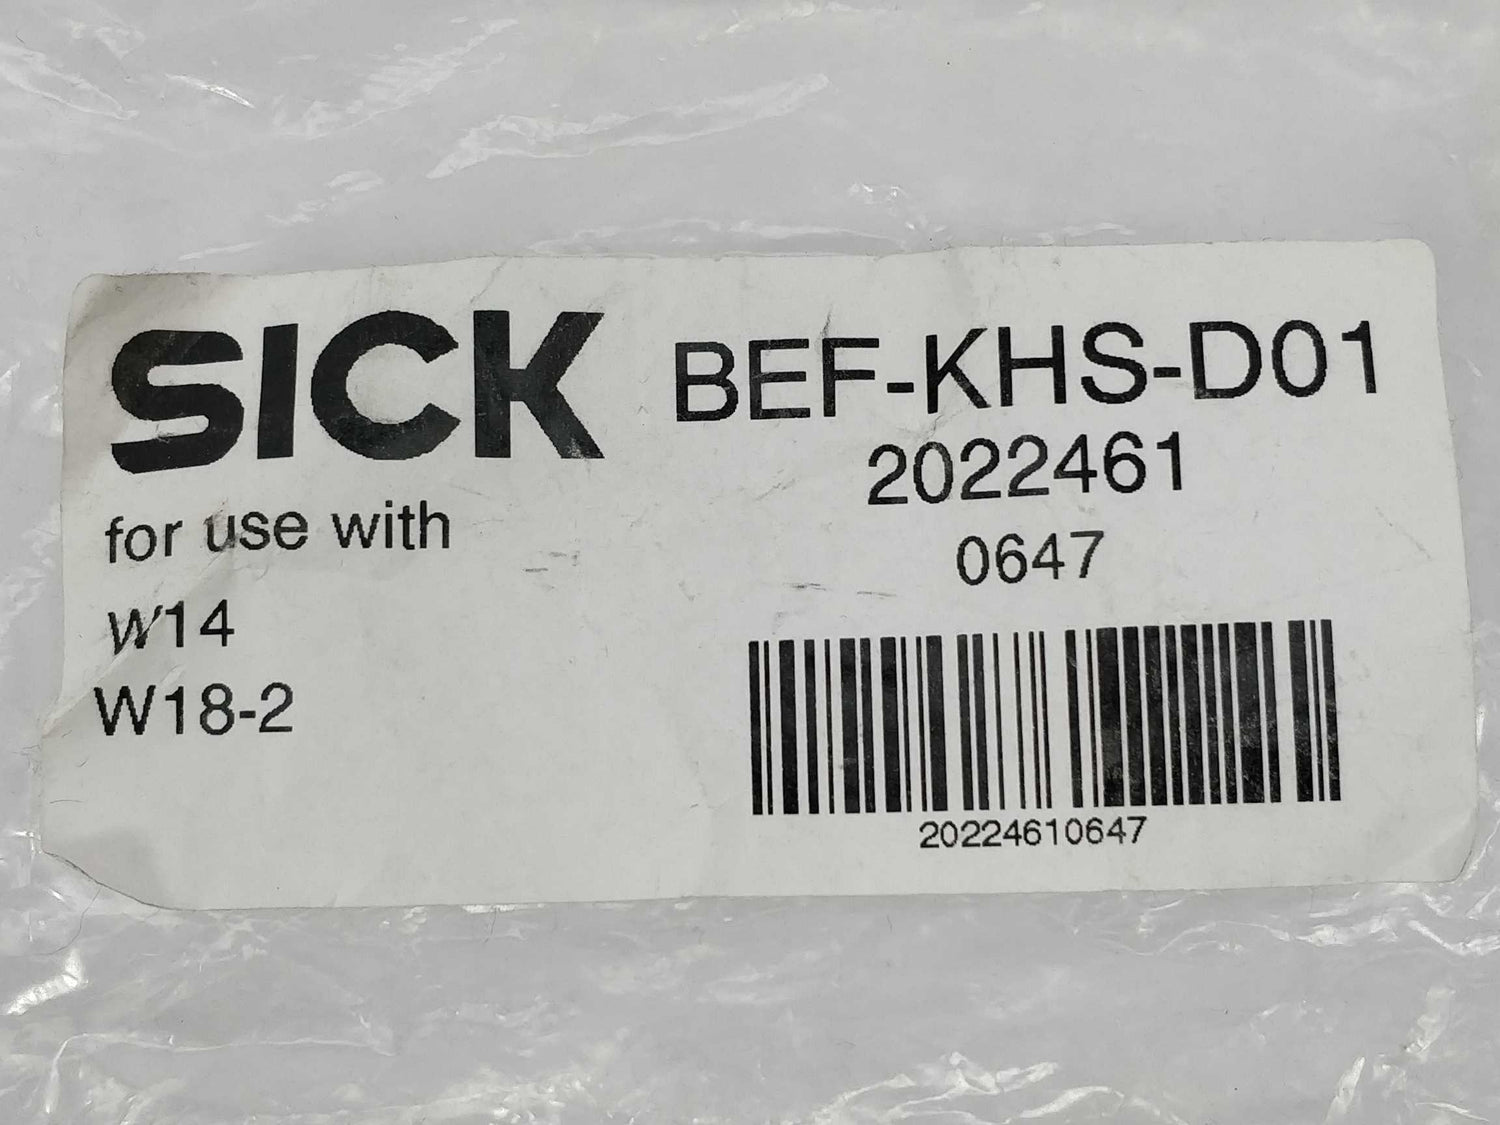 SICK
for use with
W14
W18-2
BEF-KHS-D01
2022461
0647
20224610647